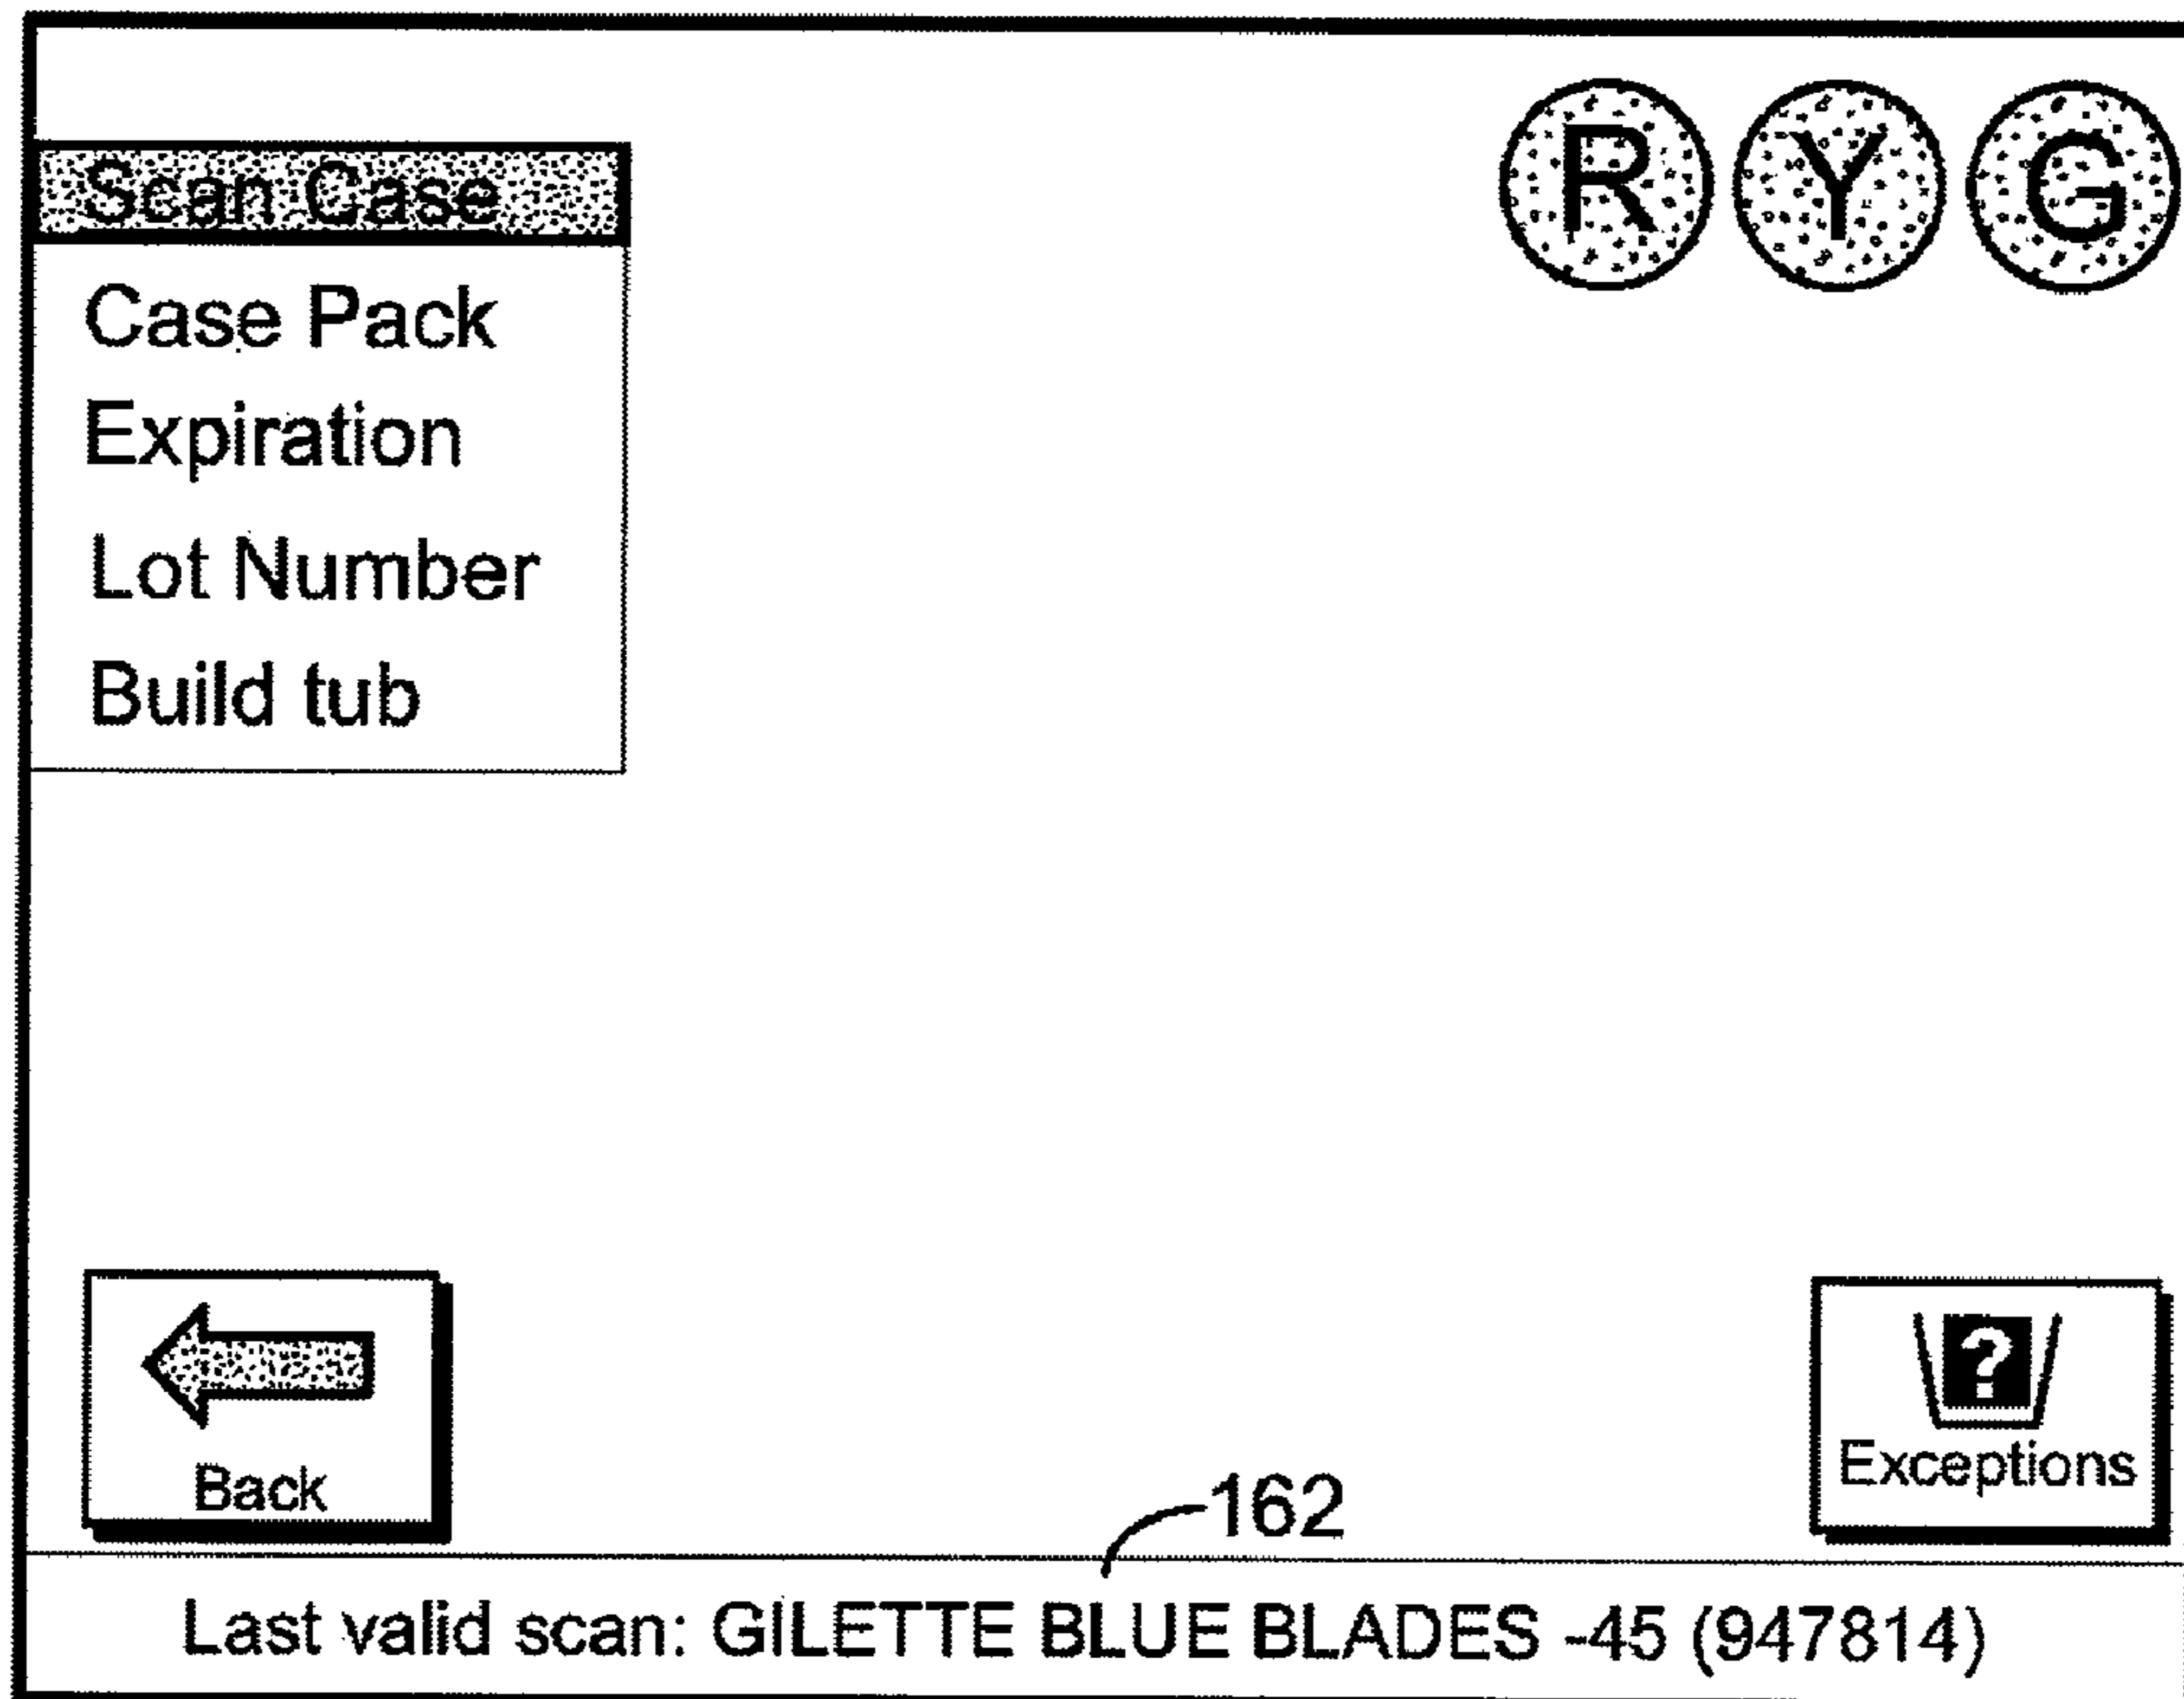 Scan Case
R Y G
Case Pack
Expiration
Lot Number
Build tub
Back
?
Exceptions
162
Last valid scan: GILETTE BLUE BLADES -45 (947814)